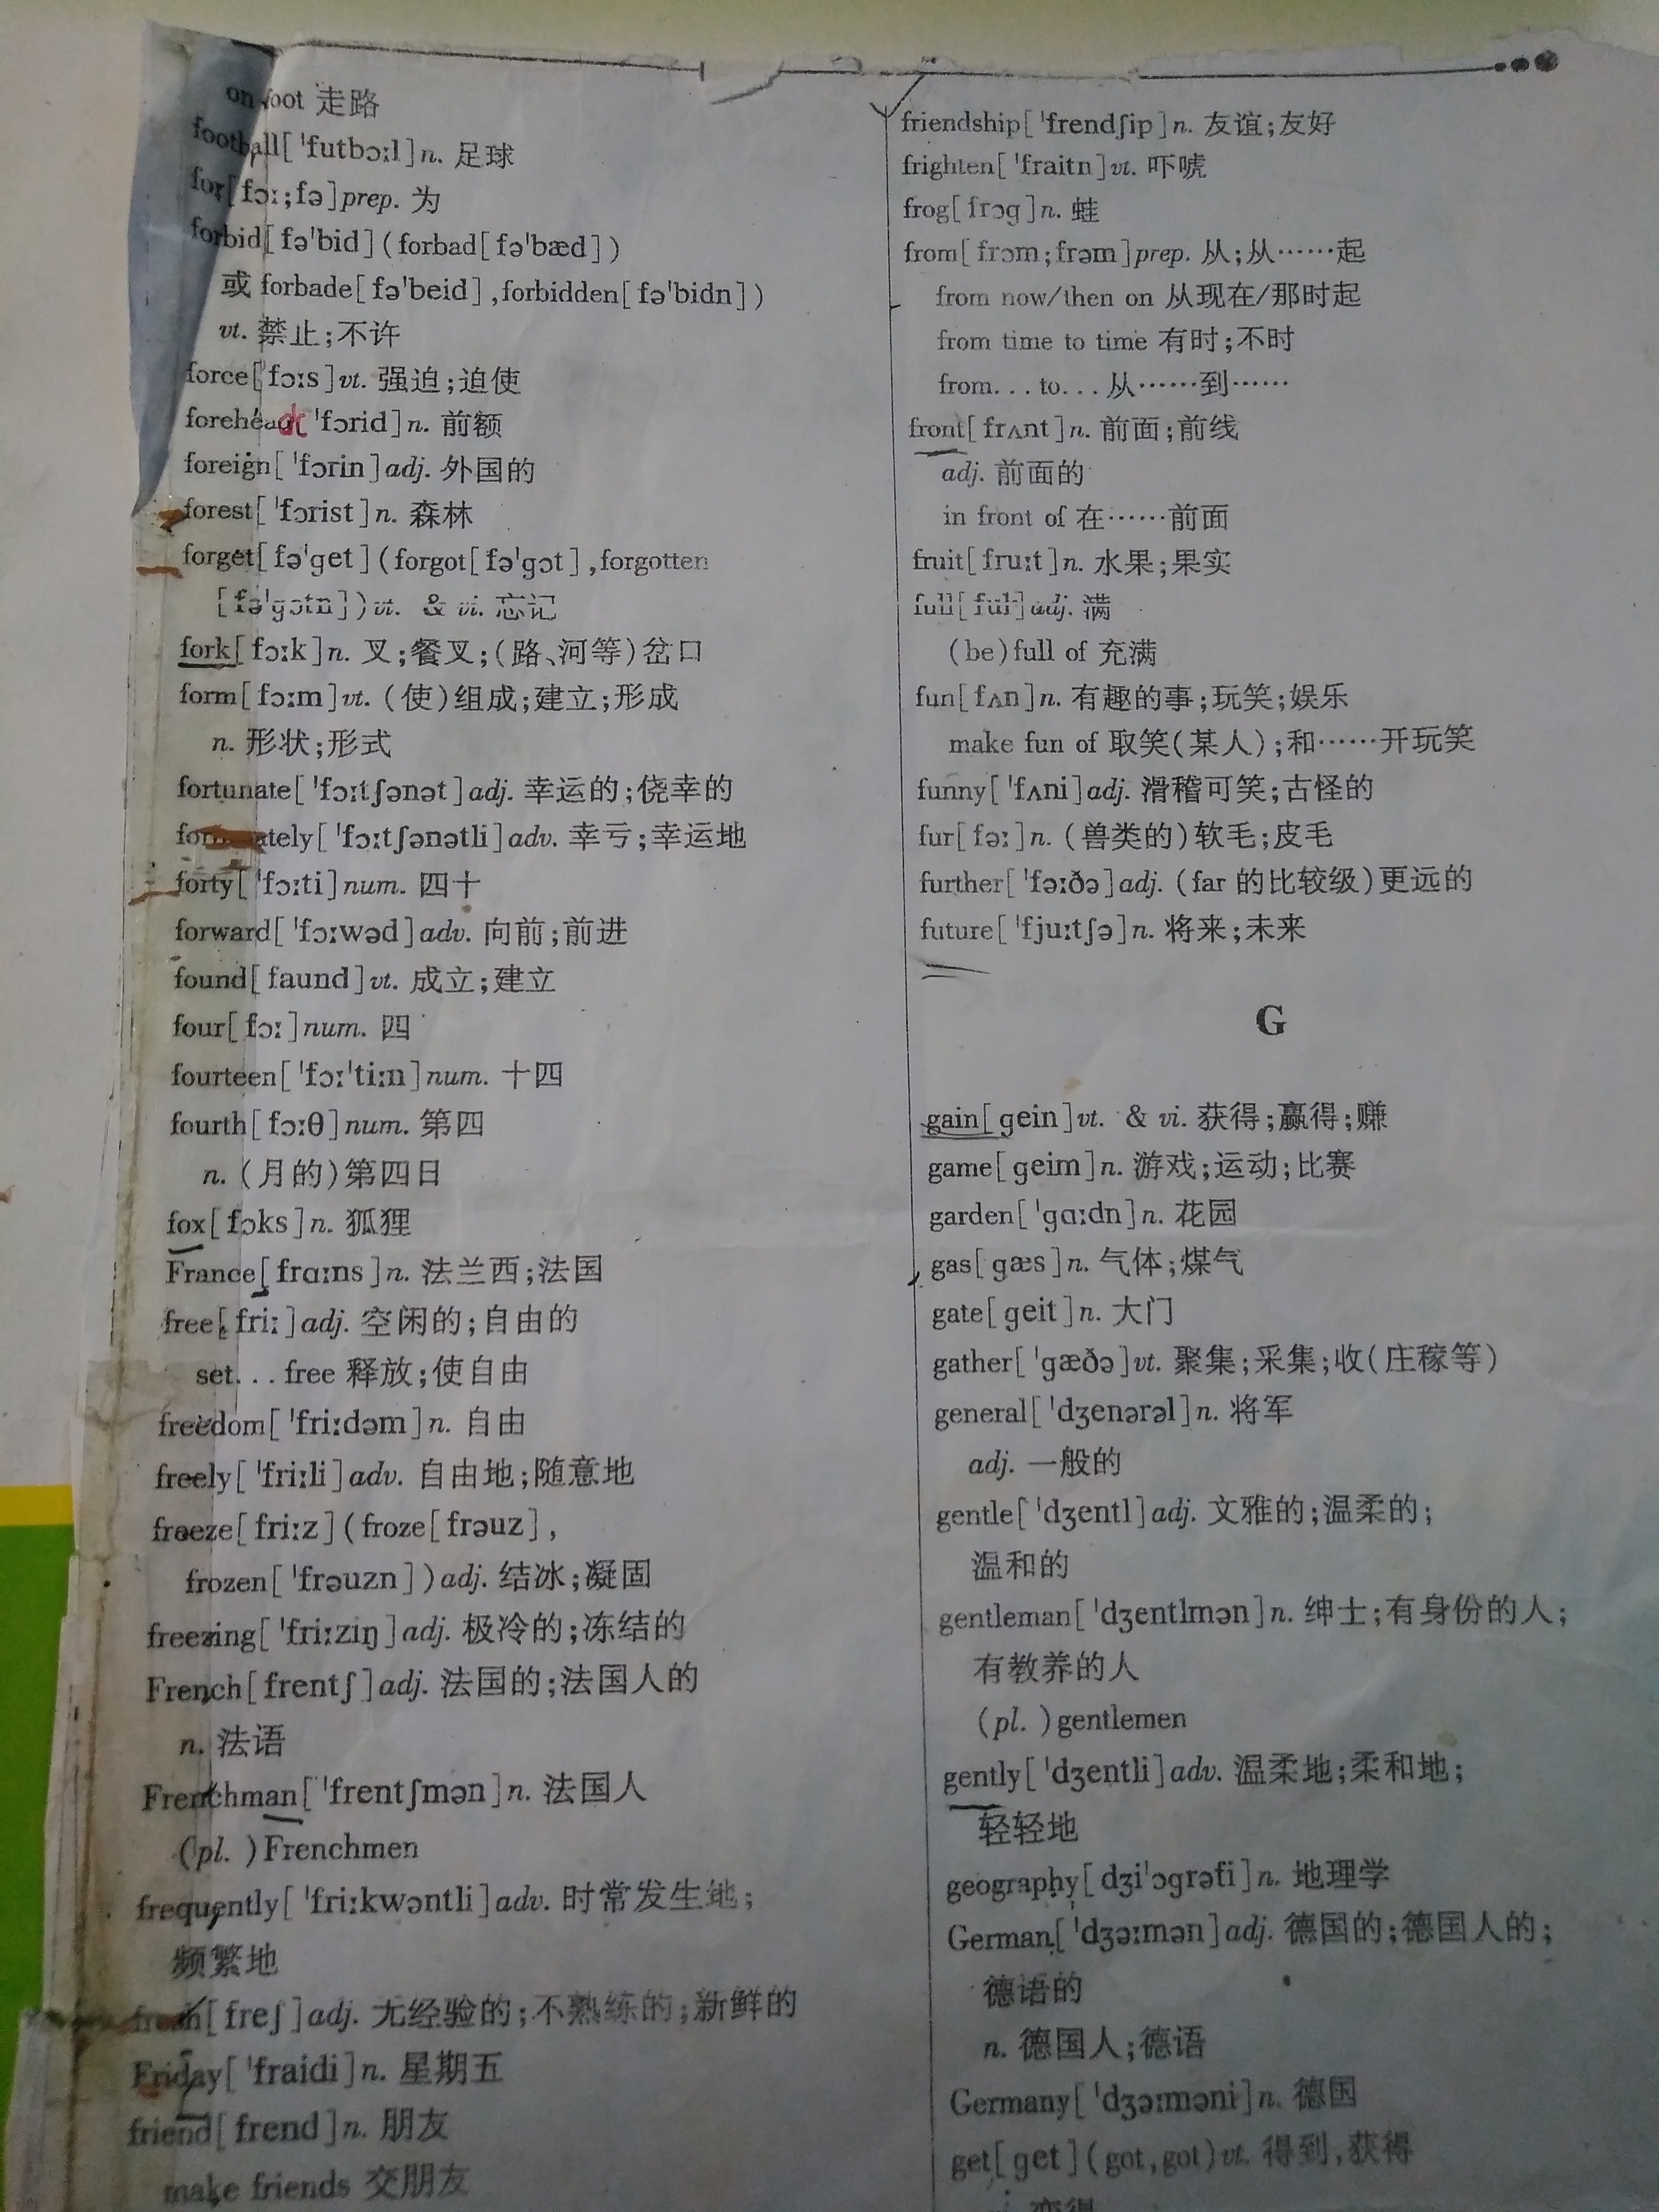 on foot 走路
football[ˈfutbɔːl]n. 足球
for[fɔː;fə]prep. 为
forbid[fəˈbid](forbad[fəˈbæd])
或 forbade[fəˈbeid],forbidden[fəˈbidn])
vt. 禁止;不许
force[ˈfɔːs]vt. 强迫;迫使
forehead[ˈfɔrid]n. 前额
foreign[ˈfɔrin]adj. 外国的
forest[ˈfɔrist]n. 森林
forget[fəˈɡet](forgot[fəˈɡɔt],forgotten
[fəˈɡɔtn])vt. & vi. 忘记
fork[fɔːk]n. 叉;餐叉;(路、河等)岔口
form[fɔːm]vt. (使)组成;建立;形成
n. 形状;形式
fortunate[ˈfɔːtʃənət]adj. 幸运的;侥幸的
fortunately[ˈfɔːtʃənətli]adv. 幸亏;幸运地
forty[ˈfɔːti]num. 四十
forward[ˈfɔːwəd]adv. 向前;前进
found[faund]vt. 成立;建立
four[fɔː]num. 四
fourteen[ˈfɔːˈtiːn]num. 十四
fourth[fɔːθ]num. 第四
n. (月的)第四日
fox[fɔks]n. 狐狸
France[frɑːns]n. 法兰西;法国
free[friː]adj. 空闲的;自由的
set... free 释放;使自由
freedom[ˈfriːdəm]n. 自由
freely[ˈfriːli]adv. 自由地;随意地
freeze[friːz](froze[frəuz],
frozen[ˈfrəuzn])adj. 结冰;凝固
freezing[ˈfriːziŋ]adj. 极冷的;冻结的
French[frentʃ]adj. 法国的;法国人的
n. 法语
Frenchman[ˈfrentʃmən]n. 法国人
(pl. )Frenchmen
frequently[ˈfriːkwəntli]adv. 时常发生地;
频繁地
fresh[freʃ]adj. 无经验的;不熟练的;新鲜的
Friday[ˈfraidi]n. 星期五
friend[frend]n. 朋友
make friends 交朋友
friendship[ˈfrendʃip]n. 友谊;友好
frighten[ˈfraitn]vt. 吓唬
frog[frɔɡ]n. 蛙
from[frɔm;frəm]prep. 从;从……起
from now/then on 从现在/那时起
from time to time 有时;不时
from...to... 从……到……
front[frʌnt]n. 前面;前线
adj. 前面的
in front of 在……前面
fruit[fruːt]n. 水果;果实
full[ful]adj. 满
(be)full of 充满
fun[fʌn]n. 有趣的事;玩笑;娱乐
make fun of 取笑(某人);和……开玩笑
funny[ˈfʌni]adj. 滑稽可笑;古怪的
fur[fəː]n. (兽类的)软毛;皮毛
further[ˈfəːðə]adj. (far 的比较级)更远的
future[ˈfjuːtʃə]n. 将来;未来
G
gain[ɡein]vt. & vi. 获得;赢得;赚
game[ɡeim]n. 游戏;运动;比赛
garden[ˈɡɑːdn]n. 花园
gas[ɡæs]n. 气体;煤气
gate[ɡeit]n. 大门
gather[ˈɡæðə]vt. 聚集;采集;收(庄稼等)
general[ˈdʒenərəl]n. 将军
adj. 一般的
gentle[ˈdʒentl]adj. 文雅的;温柔的;
温和的
gentleman[ˈdʒentlmən]n. 绅士;有身份的人;
有教养的人
(pl. )gentlemen
gently[ˈdʒentli]adv. 温柔地;柔和地;
轻轻地
geography[dʒiˈɔɡrəfi]n. 地理学
German[ˈdʒəːmən]adj. 德国的;德国人的;
德语的
n. 德国人;德语
Germany[ˈdʒəːməni]n. 德国
get[ɡet](got,got)vt. 得到,获得